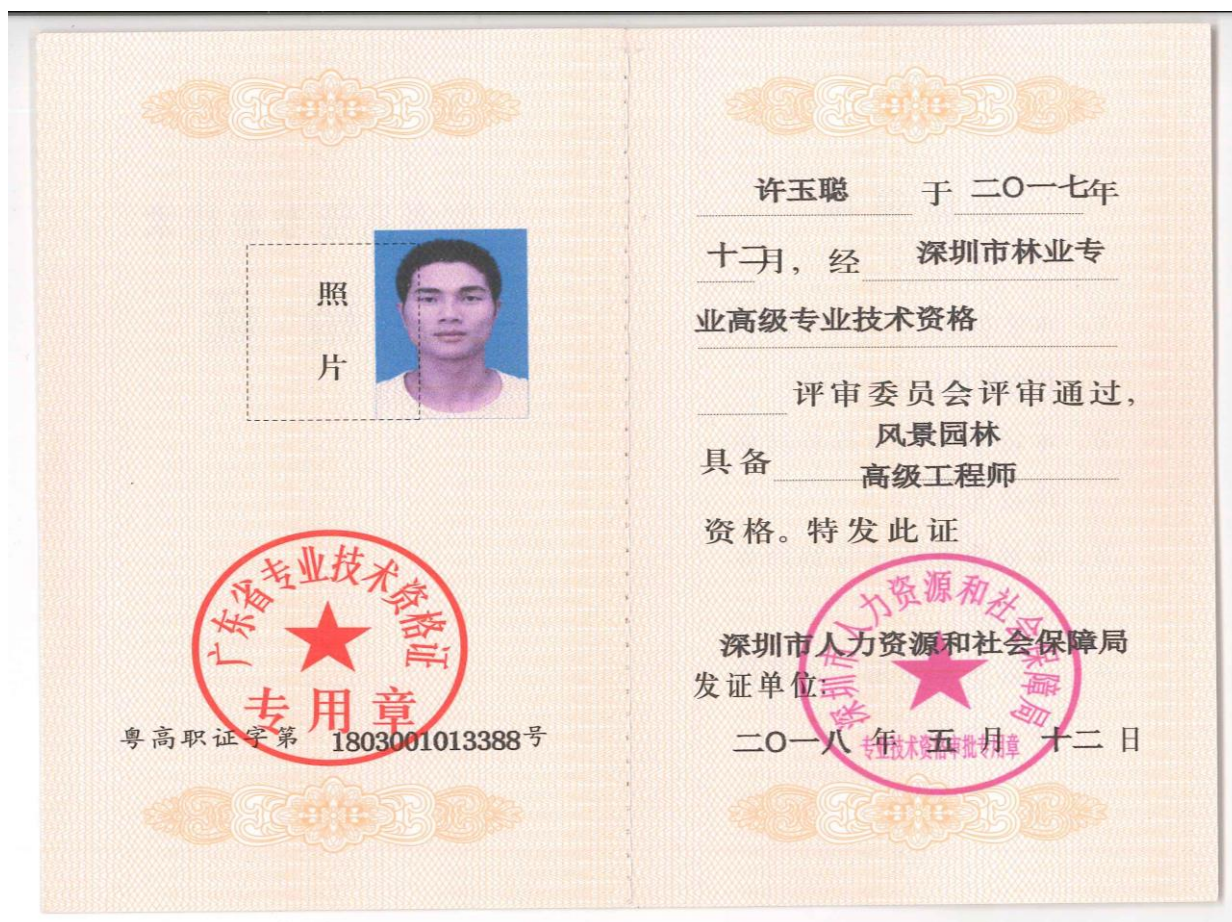 照
片
广东省专业技术资格证
专用章
粤高职证字第 1803001013388号
许玉聪 于 二〇一七年
十二月，经 深圳市林业专
业高级专业技术资格
评审委员会评审通过，
风景园林
具备 高级工程师
资格。特发此证
深圳市人力资源和社会保障局
深圳市人力资源和社会保障局
发证单位:
二〇一八 年 五 月 十二 日
专业技术资格审批专用章